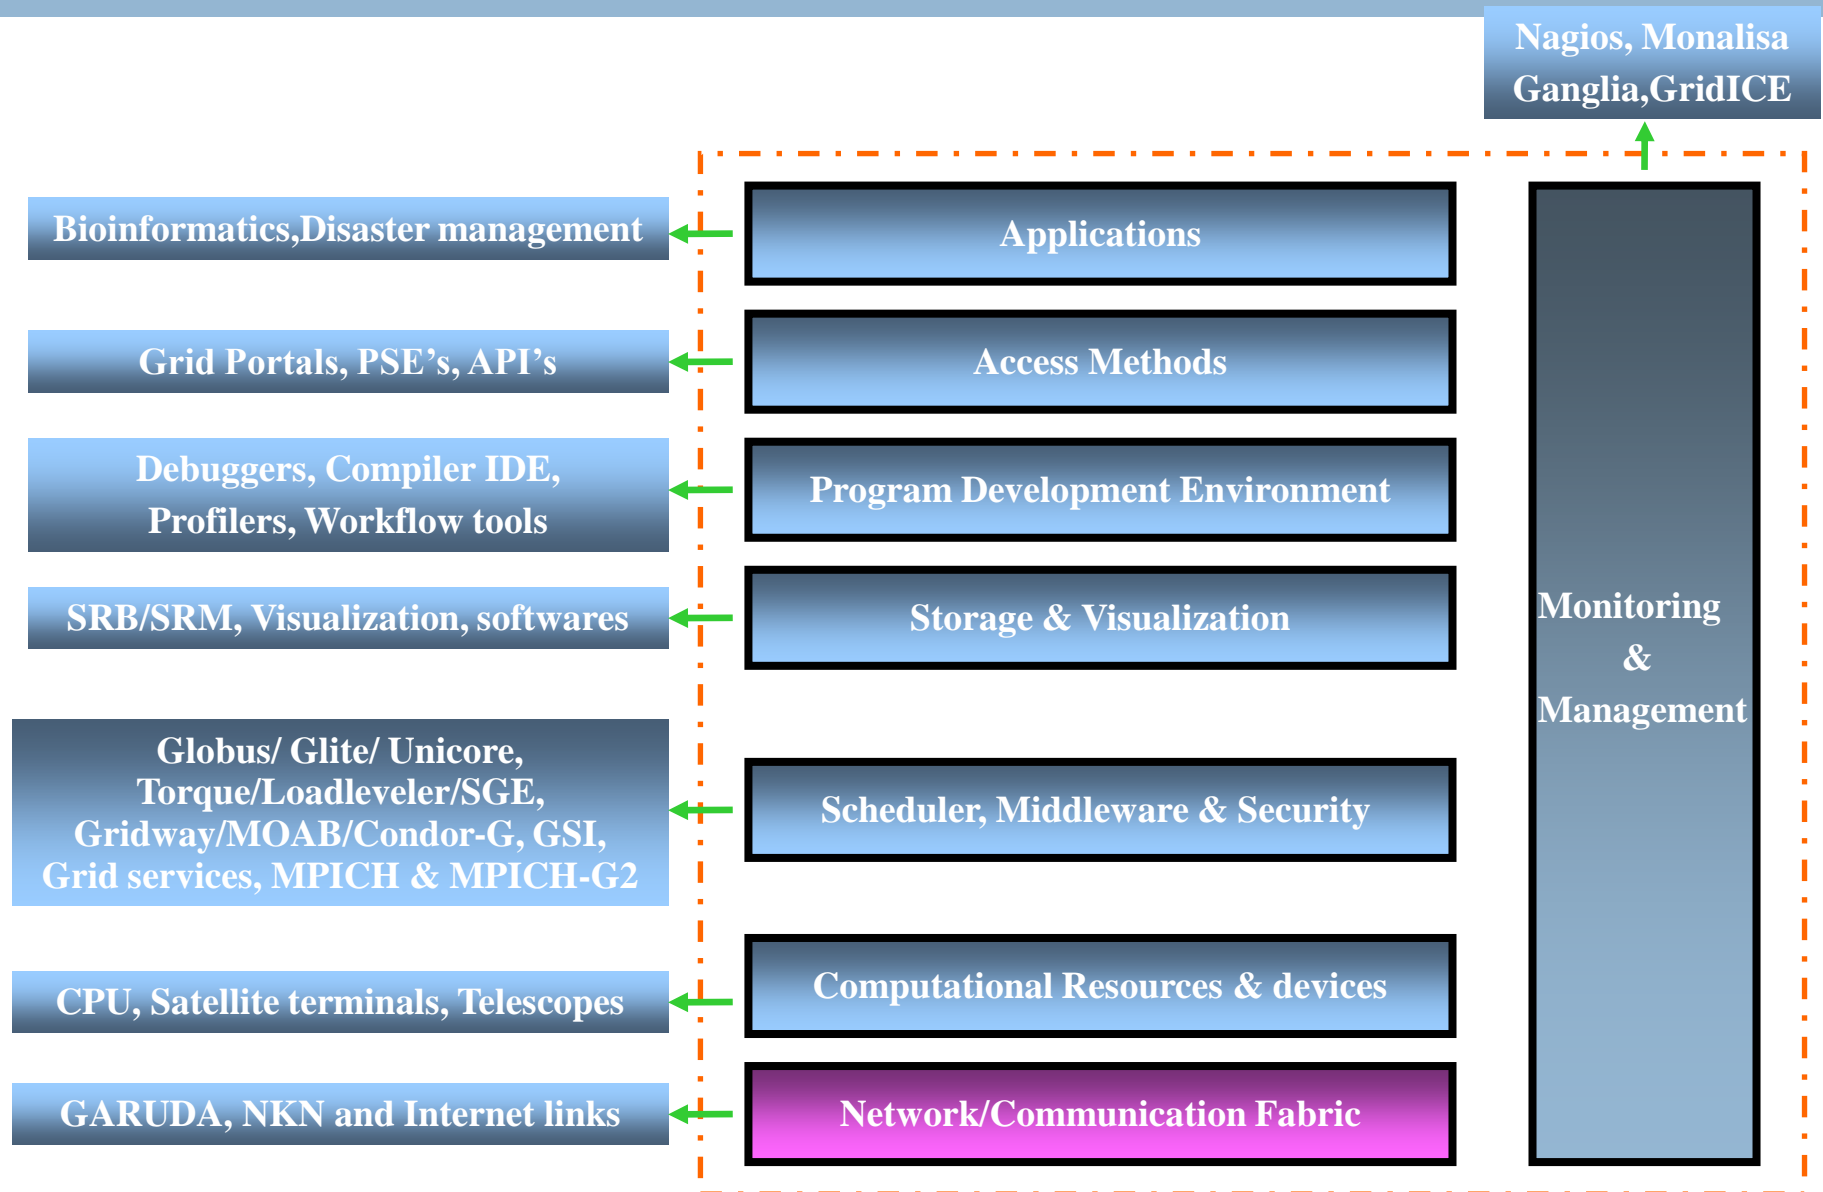 Nagios, Monalisa
Ganglia,GridICE
Bioinformatics,Disaster management
Applications
Grid Portals, PSE’s, API’s
Access Methods
Debuggers, Compiler IDE,
Profilers, Workflow tools
Program Development Environment
SRB/SRM, Visualization, softwares
Storage & Visualization
Monitoring
&
Management
Globus/ Glite/ Unicore,
Torque/Loadleveler/SGE,
Gridway/MOAB/Condor-G, GSI,
Grid services, MPICH & MPICH-G2
Scheduler, Middleware & Security
CPU, Satellite terminals, Telescopes
Computational Resources & devices
GARUDA, NKN and Internet links
Network/Communication Fabric